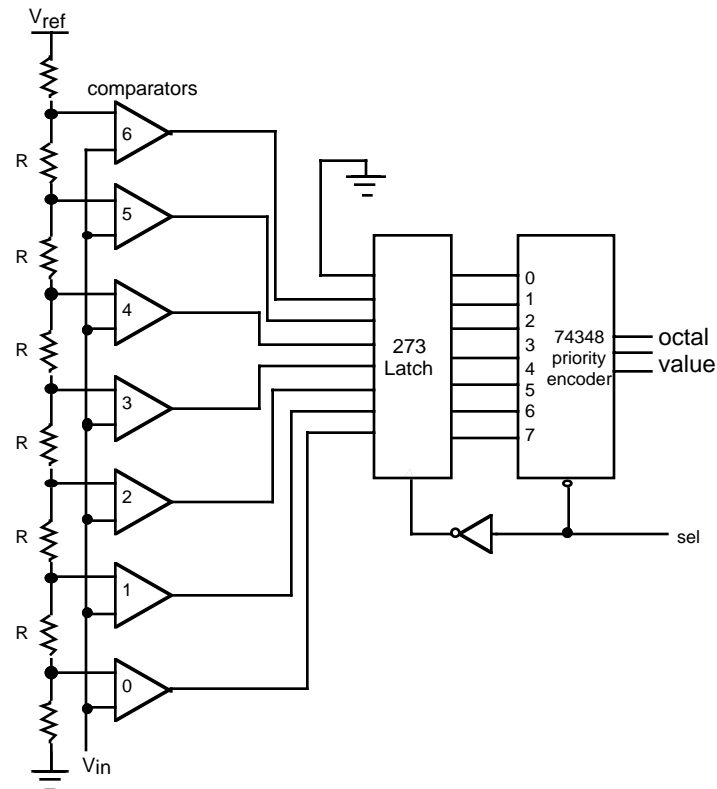 Vref
comparators
6
R
5
R
4
R
3
R
2
R
1
R
0
Vin
273
Latch
0
1
2
3
4
5
6
7
74348
priority
encoder
octal
value
sel